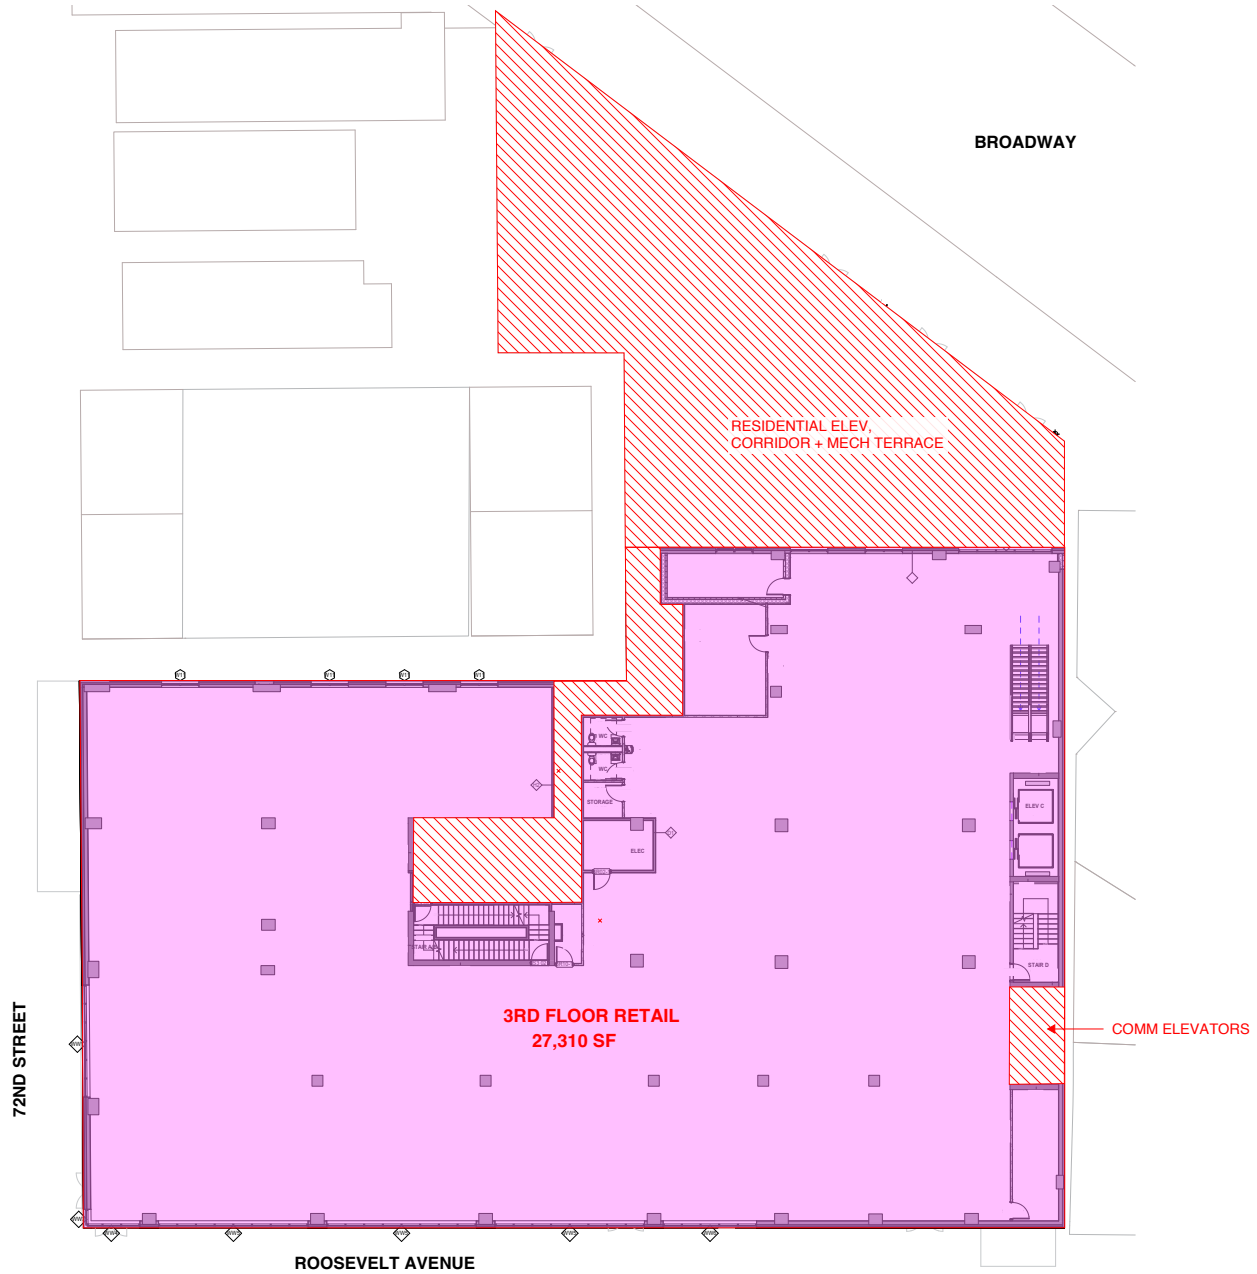 BROADWAY
RESIDENTIAL ELEV,
CORRIDOR + MECH TERRACE
WC
WC
STORAGE
ELEC
ELEV C
STAIR D
3RD FLOOR RETAIL
27,310 SF
COMM ELEVATORS
72ND STREET
ROOSEVELT AVENUE